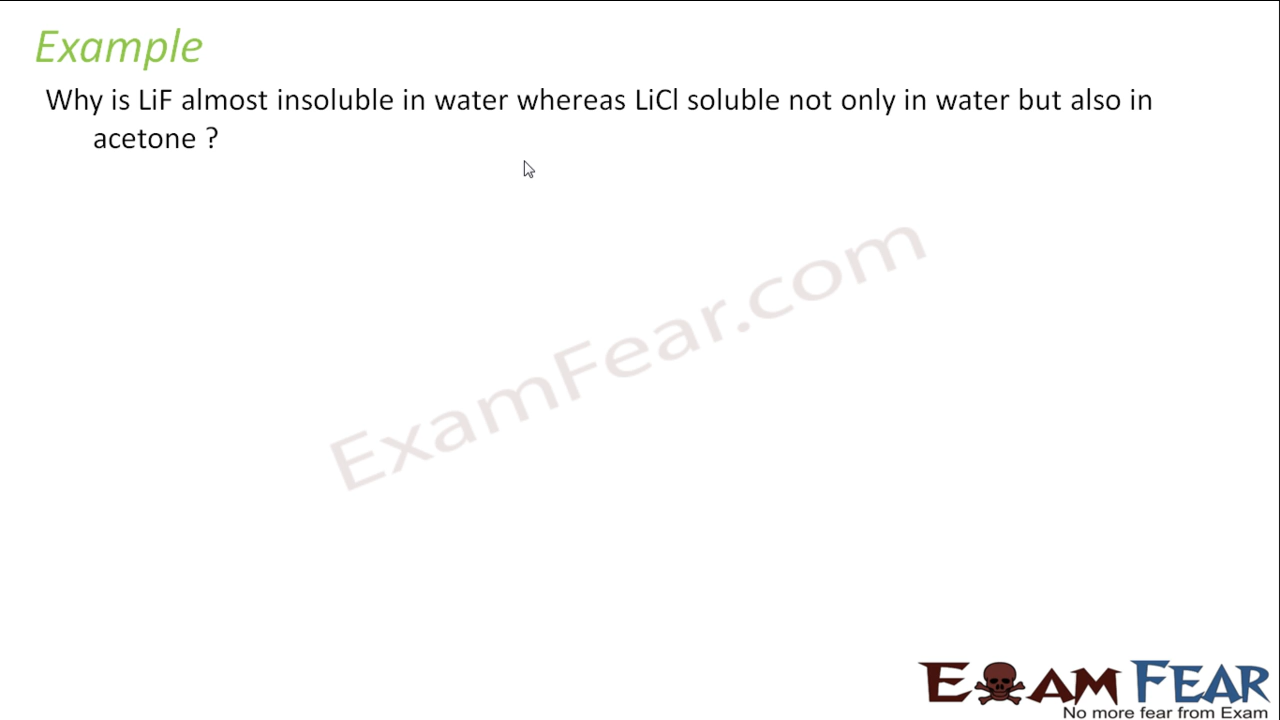 Example
Why is LiF almost insoluble in water whereas LiCl soluble not only in water but also in
acetone ?
ExamFear.com
EXAM FEAR
No more fear from Exam